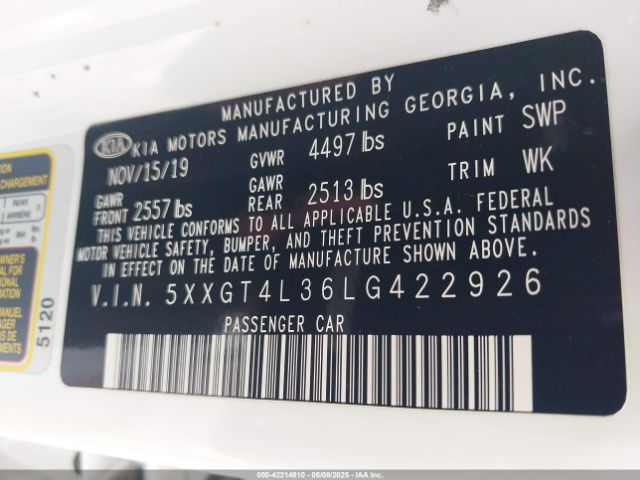 MANUFACTURED BY
KIA KIA MOTORS MANUFACTURING GEORGIA, INC.
NOV/15/19 GVWR 4497 lbs PAINT SWP
GAWR FRONT 2557 lbs GAWR REAR 2513 lbs TRIM WK
THIS VEHICLE CONFORMS TO ALL APPLICABLE U.S.A. FEDERAL
MOTOR VEHICLE SAFETY, BUMPER, AND THEFT PREVENTION STANDARDS
IN EFFECT ON THE DATE OF MANUFACTURE SHOWN ABOVE.
V.I.N. 5XXGT4L36LG422926
PASSENGER CAR
CHARGEMENT
REAR
ARRIÈRE
5120
000-42214810 - 05/08/2025 - IAA Inc.